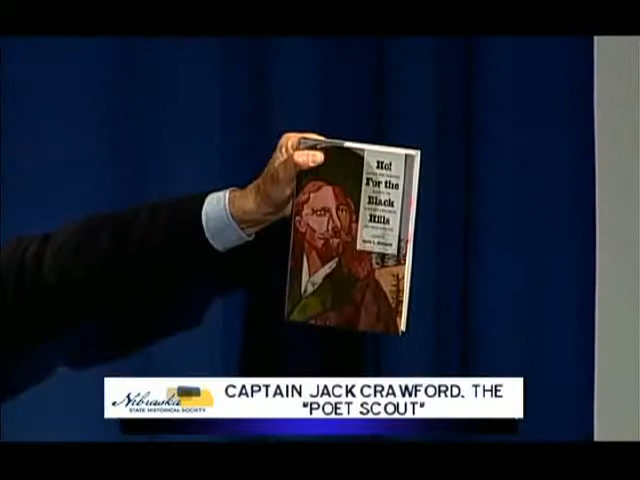 Ho!
For the
Black
Hills
Nebraska
STATE HISTORICAL SOCIETY
CAPTAIN JACK CRAWFORD, THE
"POET SCOUT"